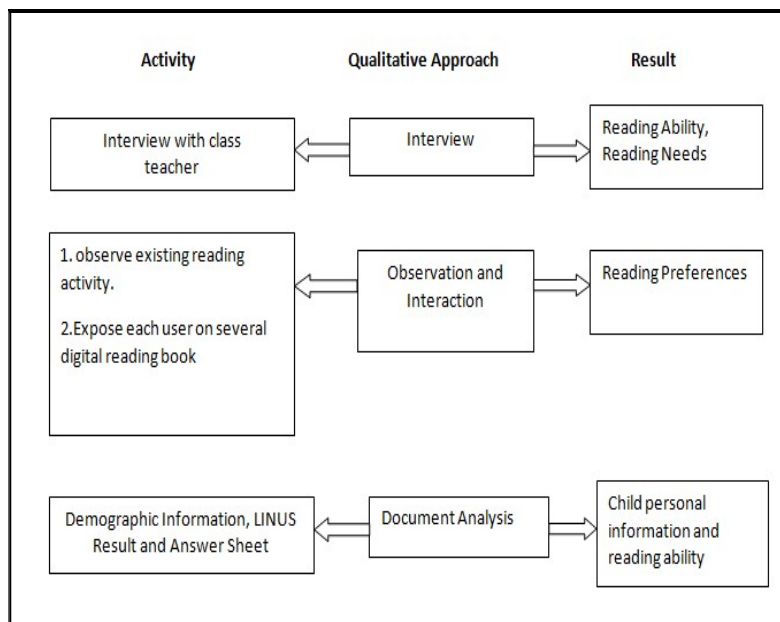 Activity
Qualitative Approach
Result
Interview with class
teacher
Interview
Reading Ability,
Reading Needs
1. observe existing reading
activity.
2.Expose each user on several
digital reading book
Observation and
Interaction
Reading Preferences
Demographic Information, LINUS
Result and Answer Sheet
Document Analysis
Child personal
information and
reading ability